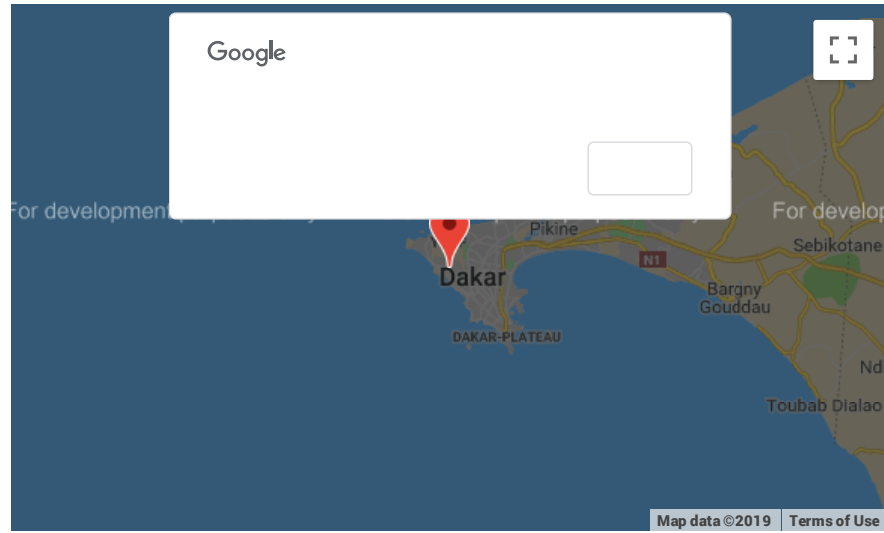 Google
For development
For develop
Pikine
Sebikotane
N1
Dakar
Bargny
Gouddau
DAKAR-PLATEAU
Nd
Toubab Dialao
Map data ©2019
Terms of Use